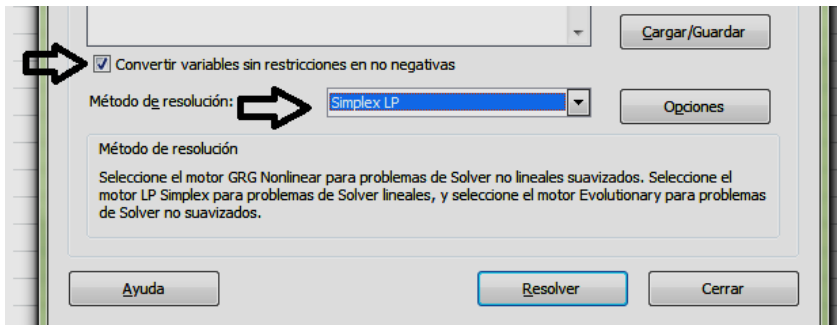 Cargar/Guardar
Convertir variables sin restricciones en no negativas
Método de resolución:
Simplex LP
Opciones
Método de resolución
Seleccione el motor GRG Nonlinear para problemas de Solver no lineales suavizados. Seleccione el
motor LP Simplex para problemas de Solver lineales, y seleccione el motor Evolutionary para problemas
de Solver no suavizados.
Ayuda
Resolver
Cerrar